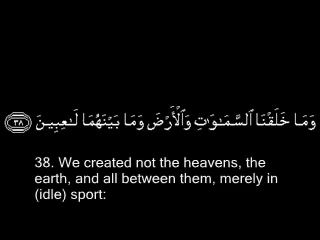 وَمَا خَلَقْنَا ٱلسَّمَـٰوَٰتِ وَٱلْأَرْضَ وَمَا بَيْنَهُمَا لَـٰعِبِينَ ٣٨
38. We created not the heavens, the
earth, and all between them, merely in
(idle) sport: